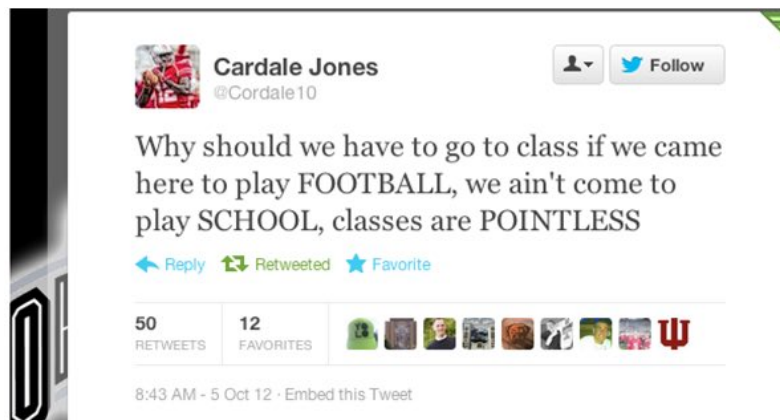 Cardale Jones
@Cordale10
Follow
Why should we have to go to class if we came
here to play FOOTBALL, we ain't come to
play SCHOOL, classes are POINTLESS
Reply Retweeted Favorite
50 12
RETWEETS FAVORITES
8:43 AM - 5 Oct 12 · Embed this Tweet